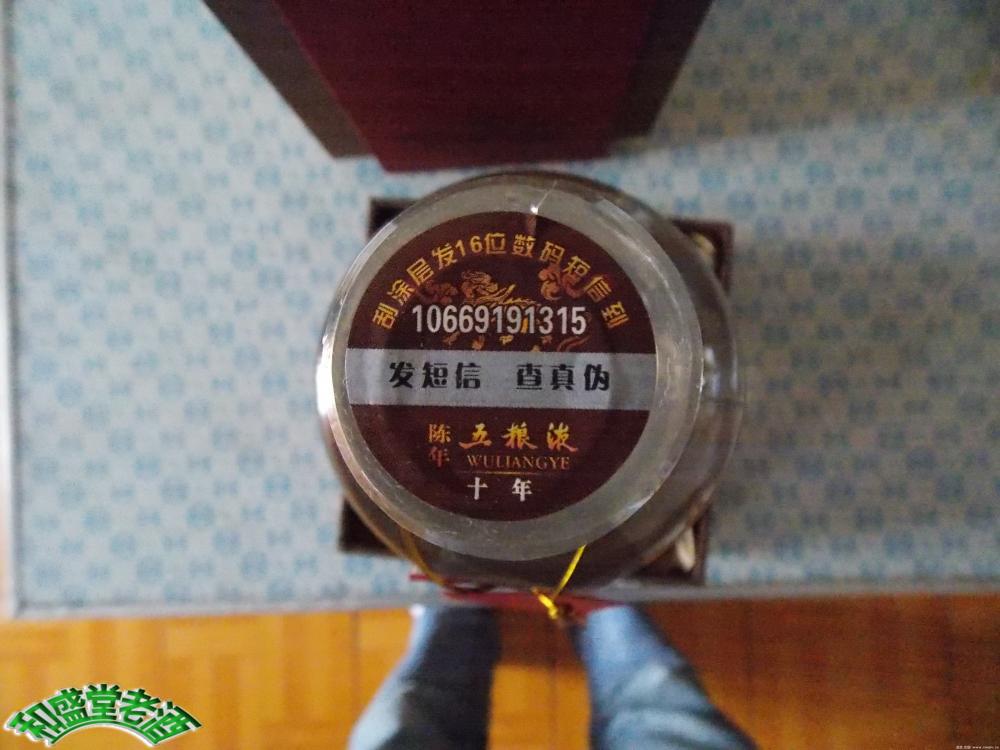 刮涂层发16位数码短信到
10669191315
发短信 查真伪
陈年 五粮液
WULIANGYE
十年
和盛堂老酒